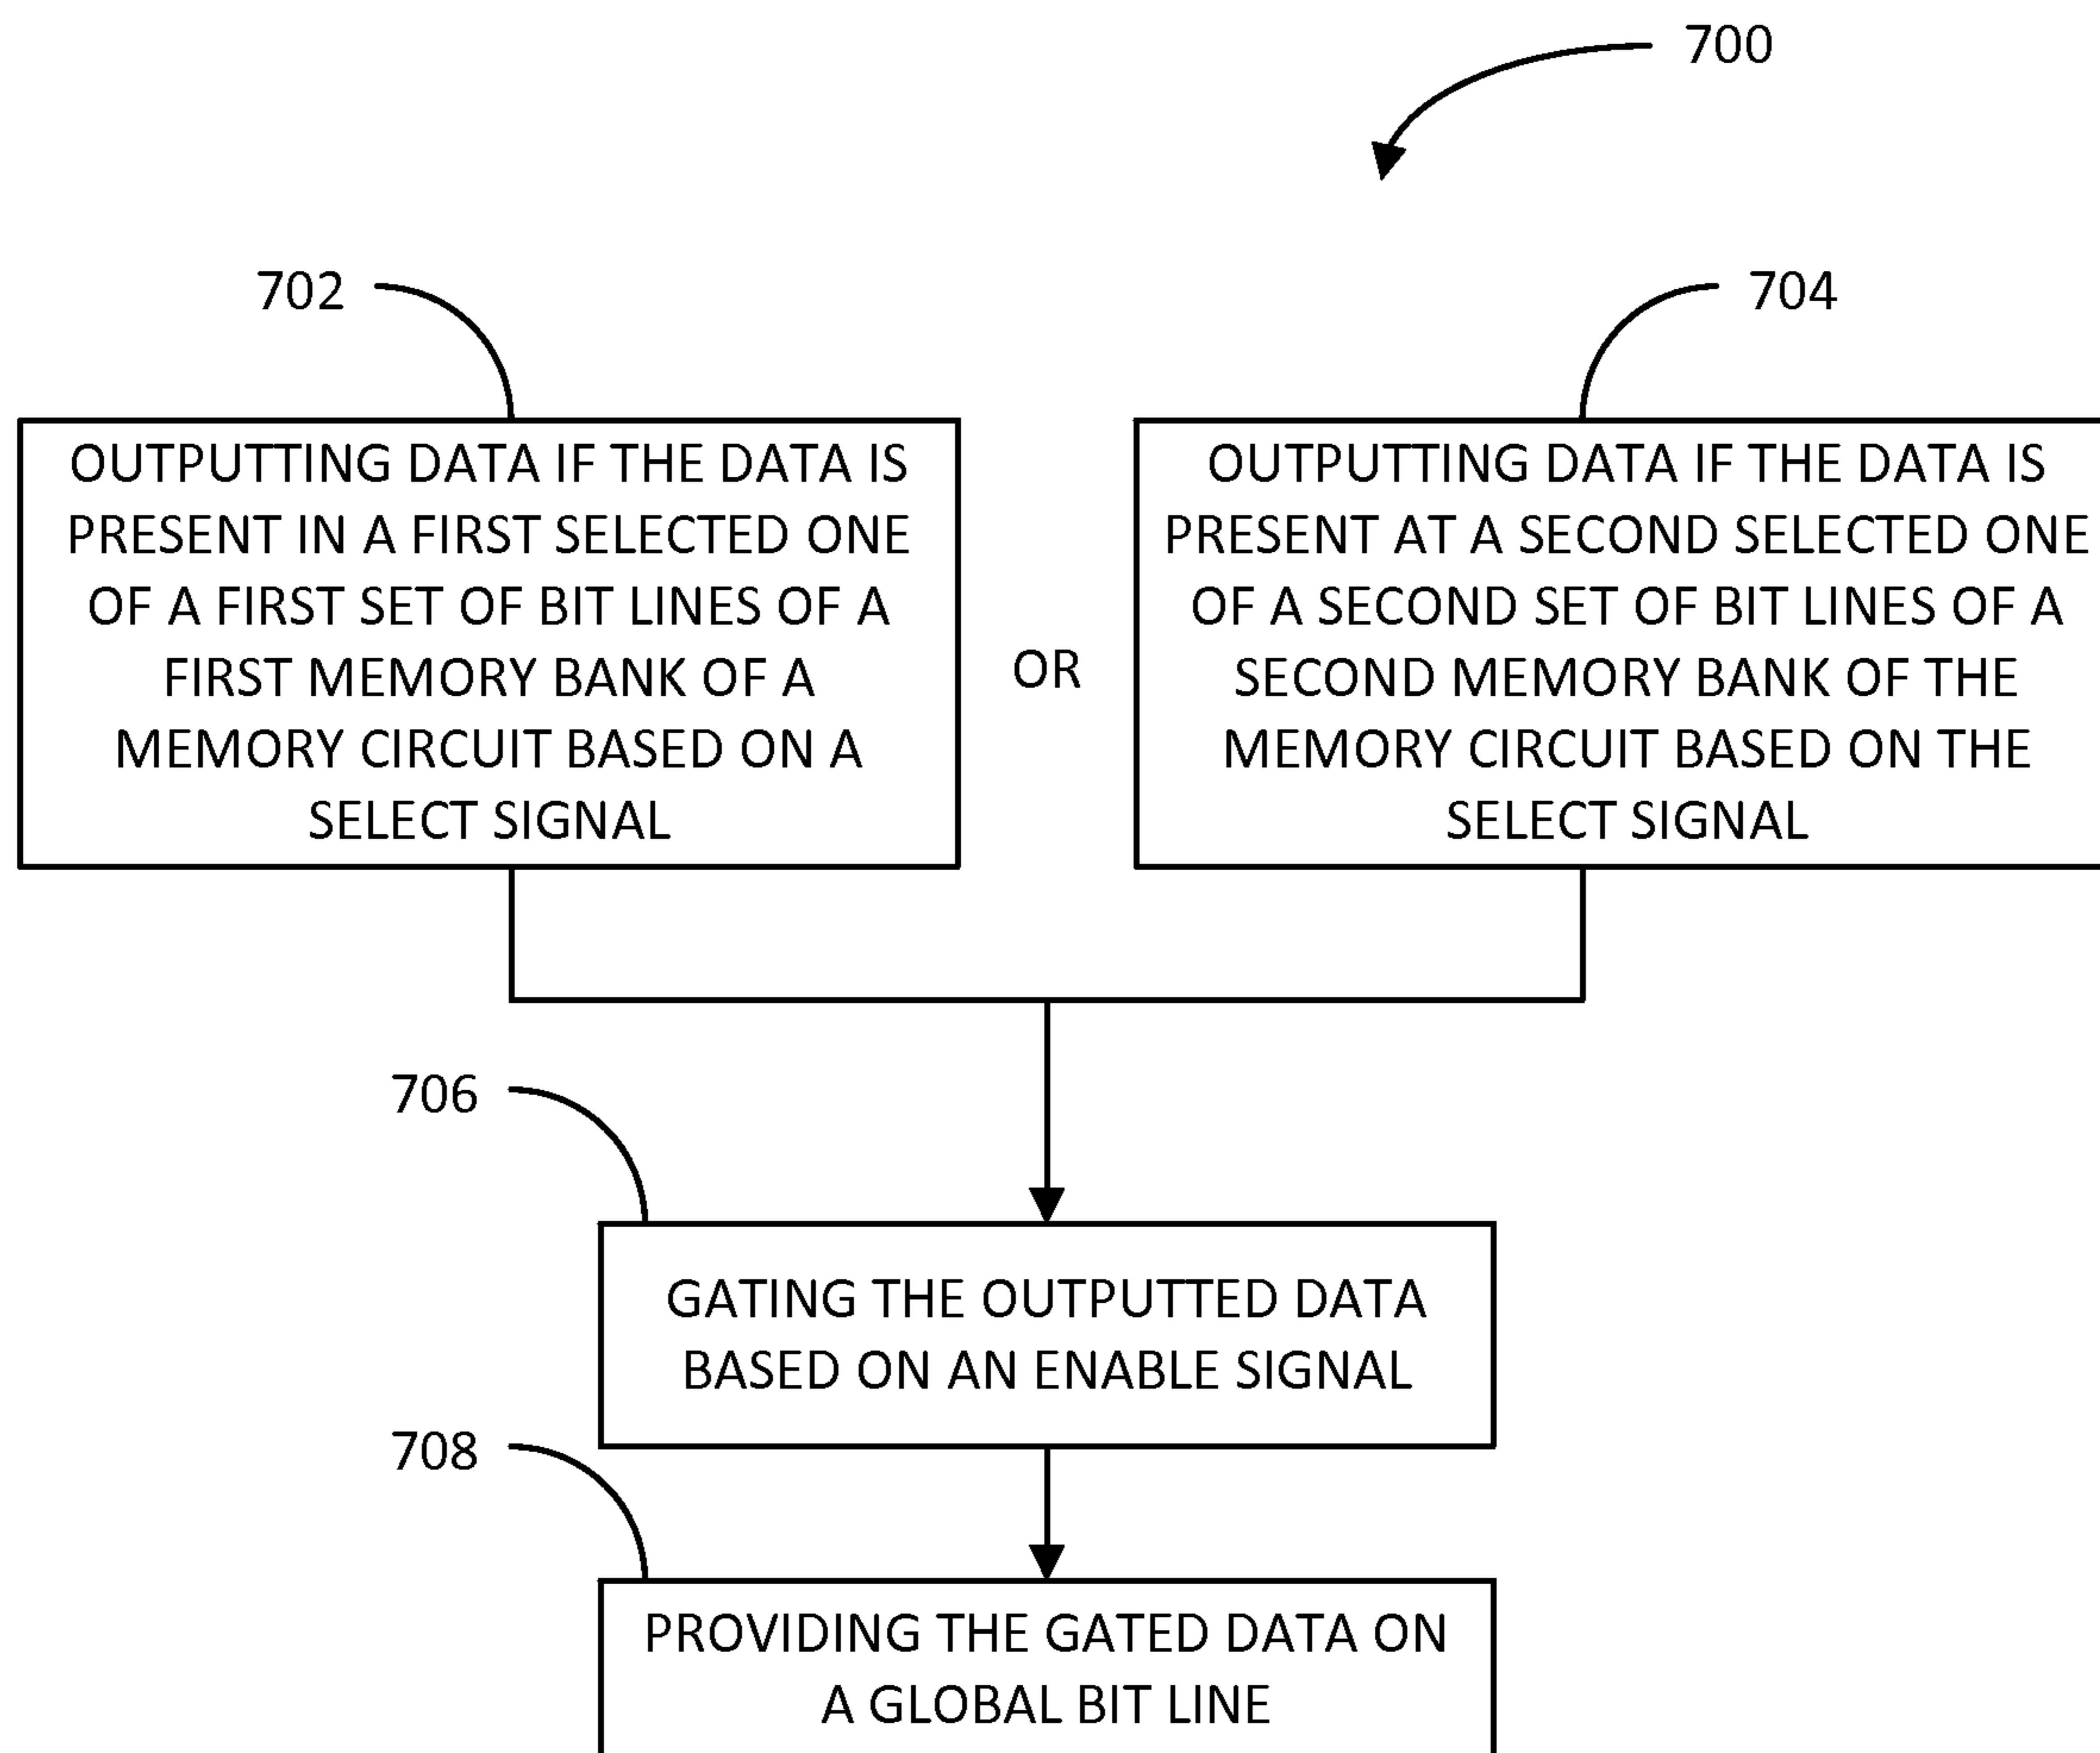 700
702
704
OUTPUTTING DATA IF THE DATA IS
PRESENT IN A FIRST SELECTED ONE
OF A FIRST SET OF BIT LINES OF A
FIRST MEMORY BANK OF A
MEMORY CIRCUIT BASED ON A
SELECT SIGNAL
OR
OUTPUTTING DATA IF THE DATA IS
PRESENT AT A SECOND SELECTED ONE
OF A SECOND SET OF BIT LINES OF A
SECOND MEMORY BANK OF THE
MEMORY CIRCUIT BASED ON THE
SELECT SIGNAL
706
GATING THE OUTPUTTED DATA
BASED ON AN ENABLE SIGNAL
708
PROVIDING THE GATED DATA ON
A GLOBAL BIT LINE